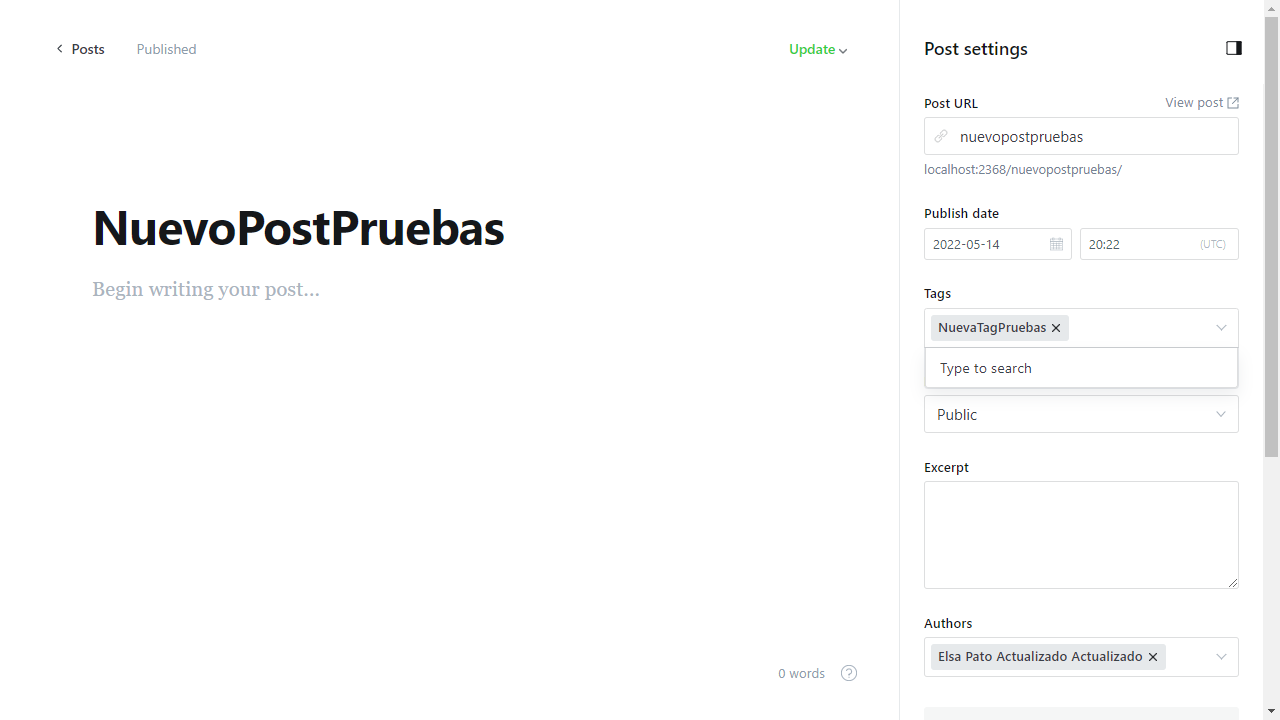 Posts
Published
Update
NuevoPostPruebas
Begin writing your post...
0 words
?
Post settings
Post URL
View post
nuevopostpruebas
localhost:2368/nuevopostpruebas/
Publish date
2022-05-14
20:22
(UTC)
Tags
NuevaTagPruebas
Type to search
Public
Excerpt
Authors
Elsa Pato Actualizado Actualizado